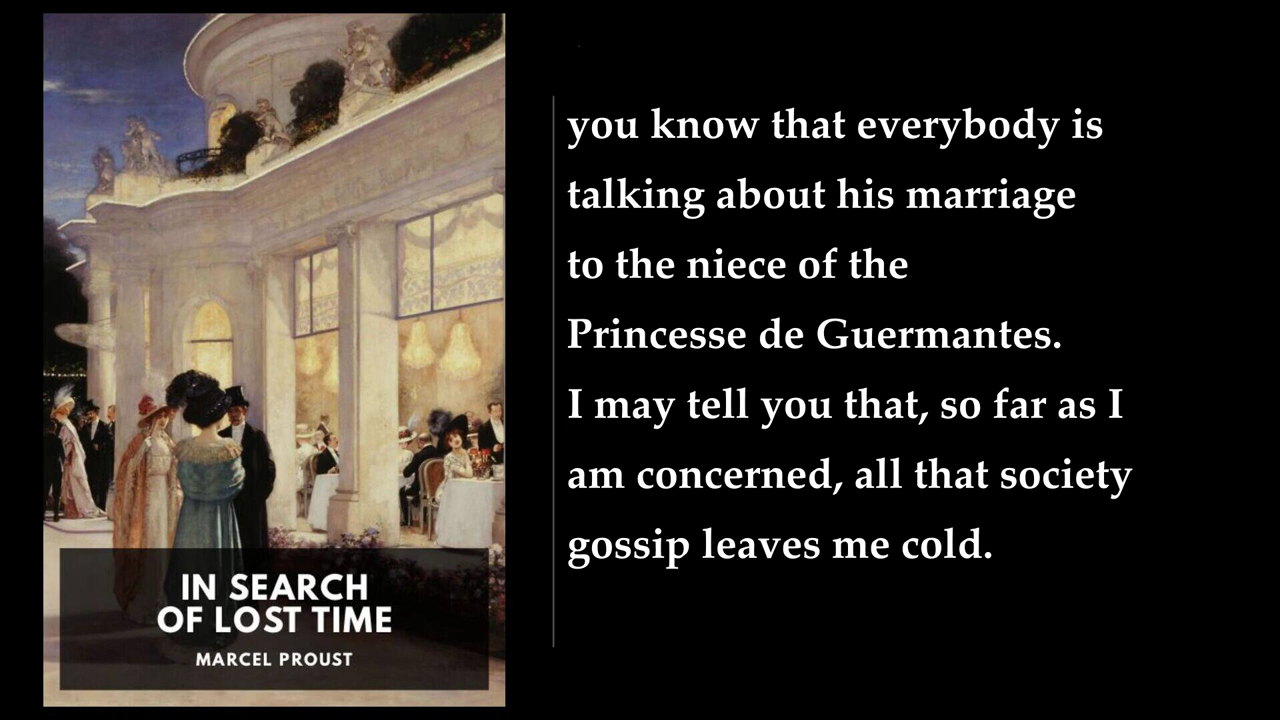 IN SEARCH
OF LOST TIME
MARCEL PROUST
you know that everybody is
talking about his marriage
to the niece of the
Princesse de Guermantes.
I may tell you that, so far as I
am concerned, all that society
gossip leaves me cold.